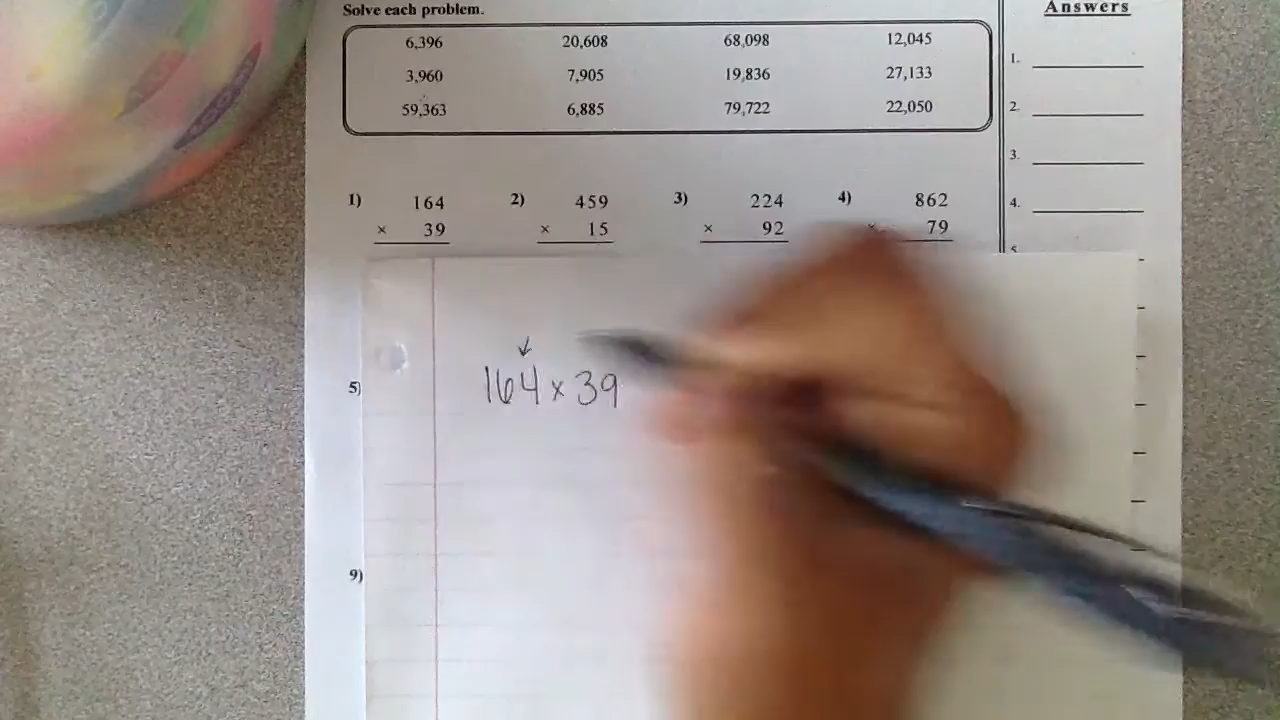 Solve each problem.
Answers
6,396 20,608 68,098 12,045
3,960 7,905 19,836 27,133
59,363 6,885 79,722 22,050
1.
2.
3.
4.
1) 164 2) 459 3) 224 4) 862
× 39 × 15 × 92 × 79
164 x 39
5)
9)